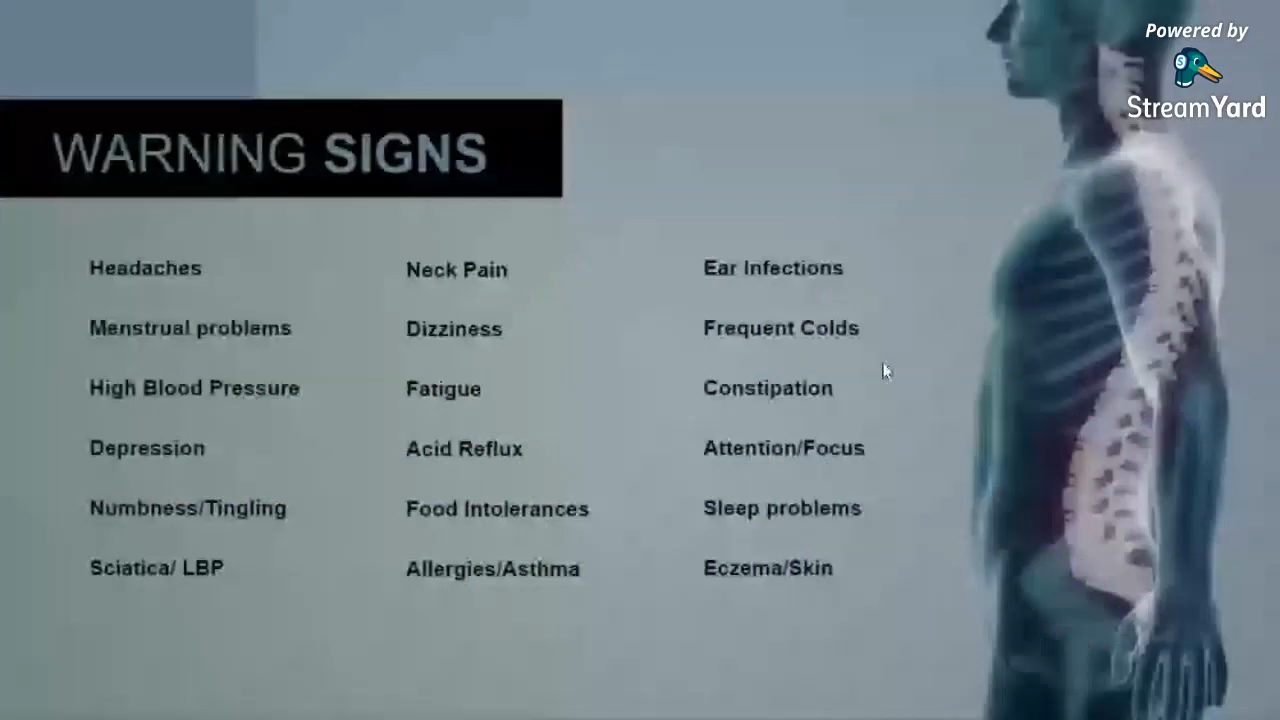 Powered by
StreamYard
WARNING SIGNS
Headaches
Neck Pain
Ear Infections
Menstrual problems
Dizziness
Frequent Colds
High Blood Pressure
Fatigue
Constipation
Depression
Acid Reflux
Attention/Focus
Numbness/Tingling
Food Intolerances
Sleep problems
Sciatica/ LBP
Allergies/Asthma
Eczema/Skin